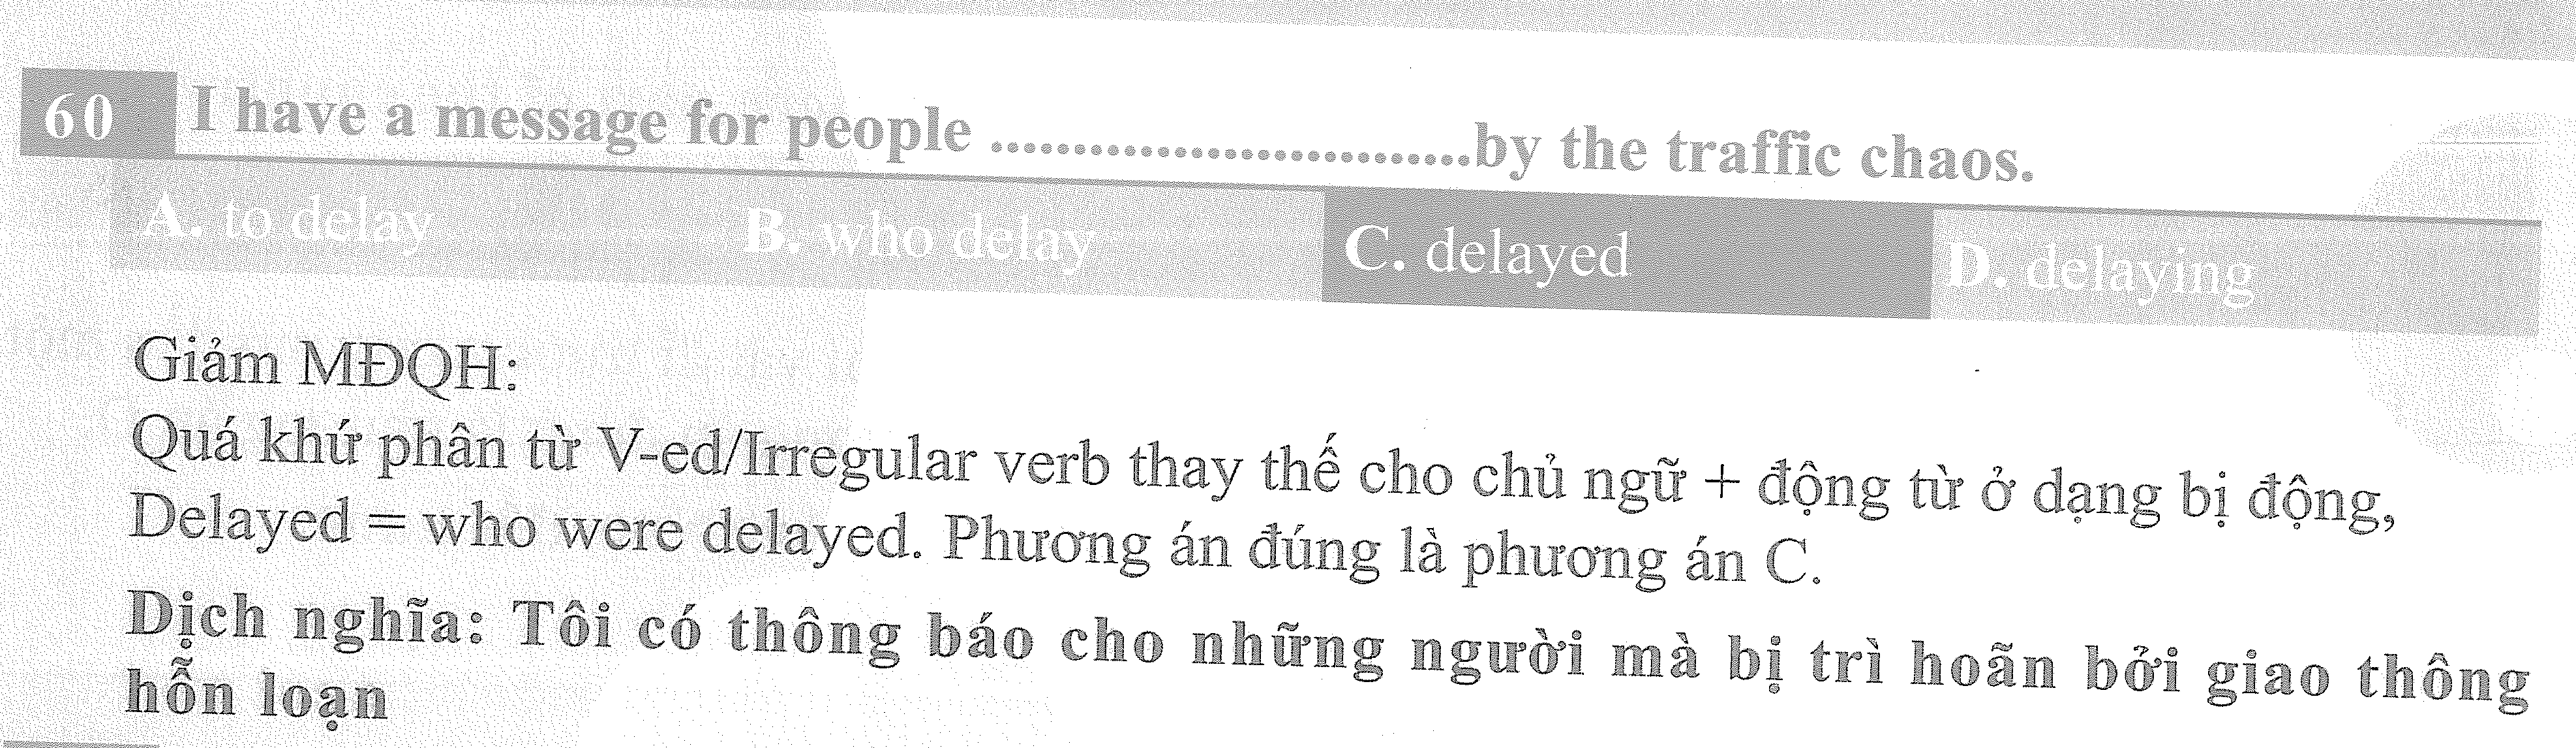 60 I have a message for people ..............................by the traffic chaos.
A. to delay B. who delay C. delayed D. delaying
Giảm MĐQH:
Quá khứ phân từ V-ed/Irregular verb thay thế cho chủ ngữ + động từ ở dạng bị động,
Delayed = who were delayed. Phương án đúng là phương án C.
Dịch nghĩa: Tôi có thông báo cho những người mà bị trì hoãn bởi giao thông
hỗn loạn